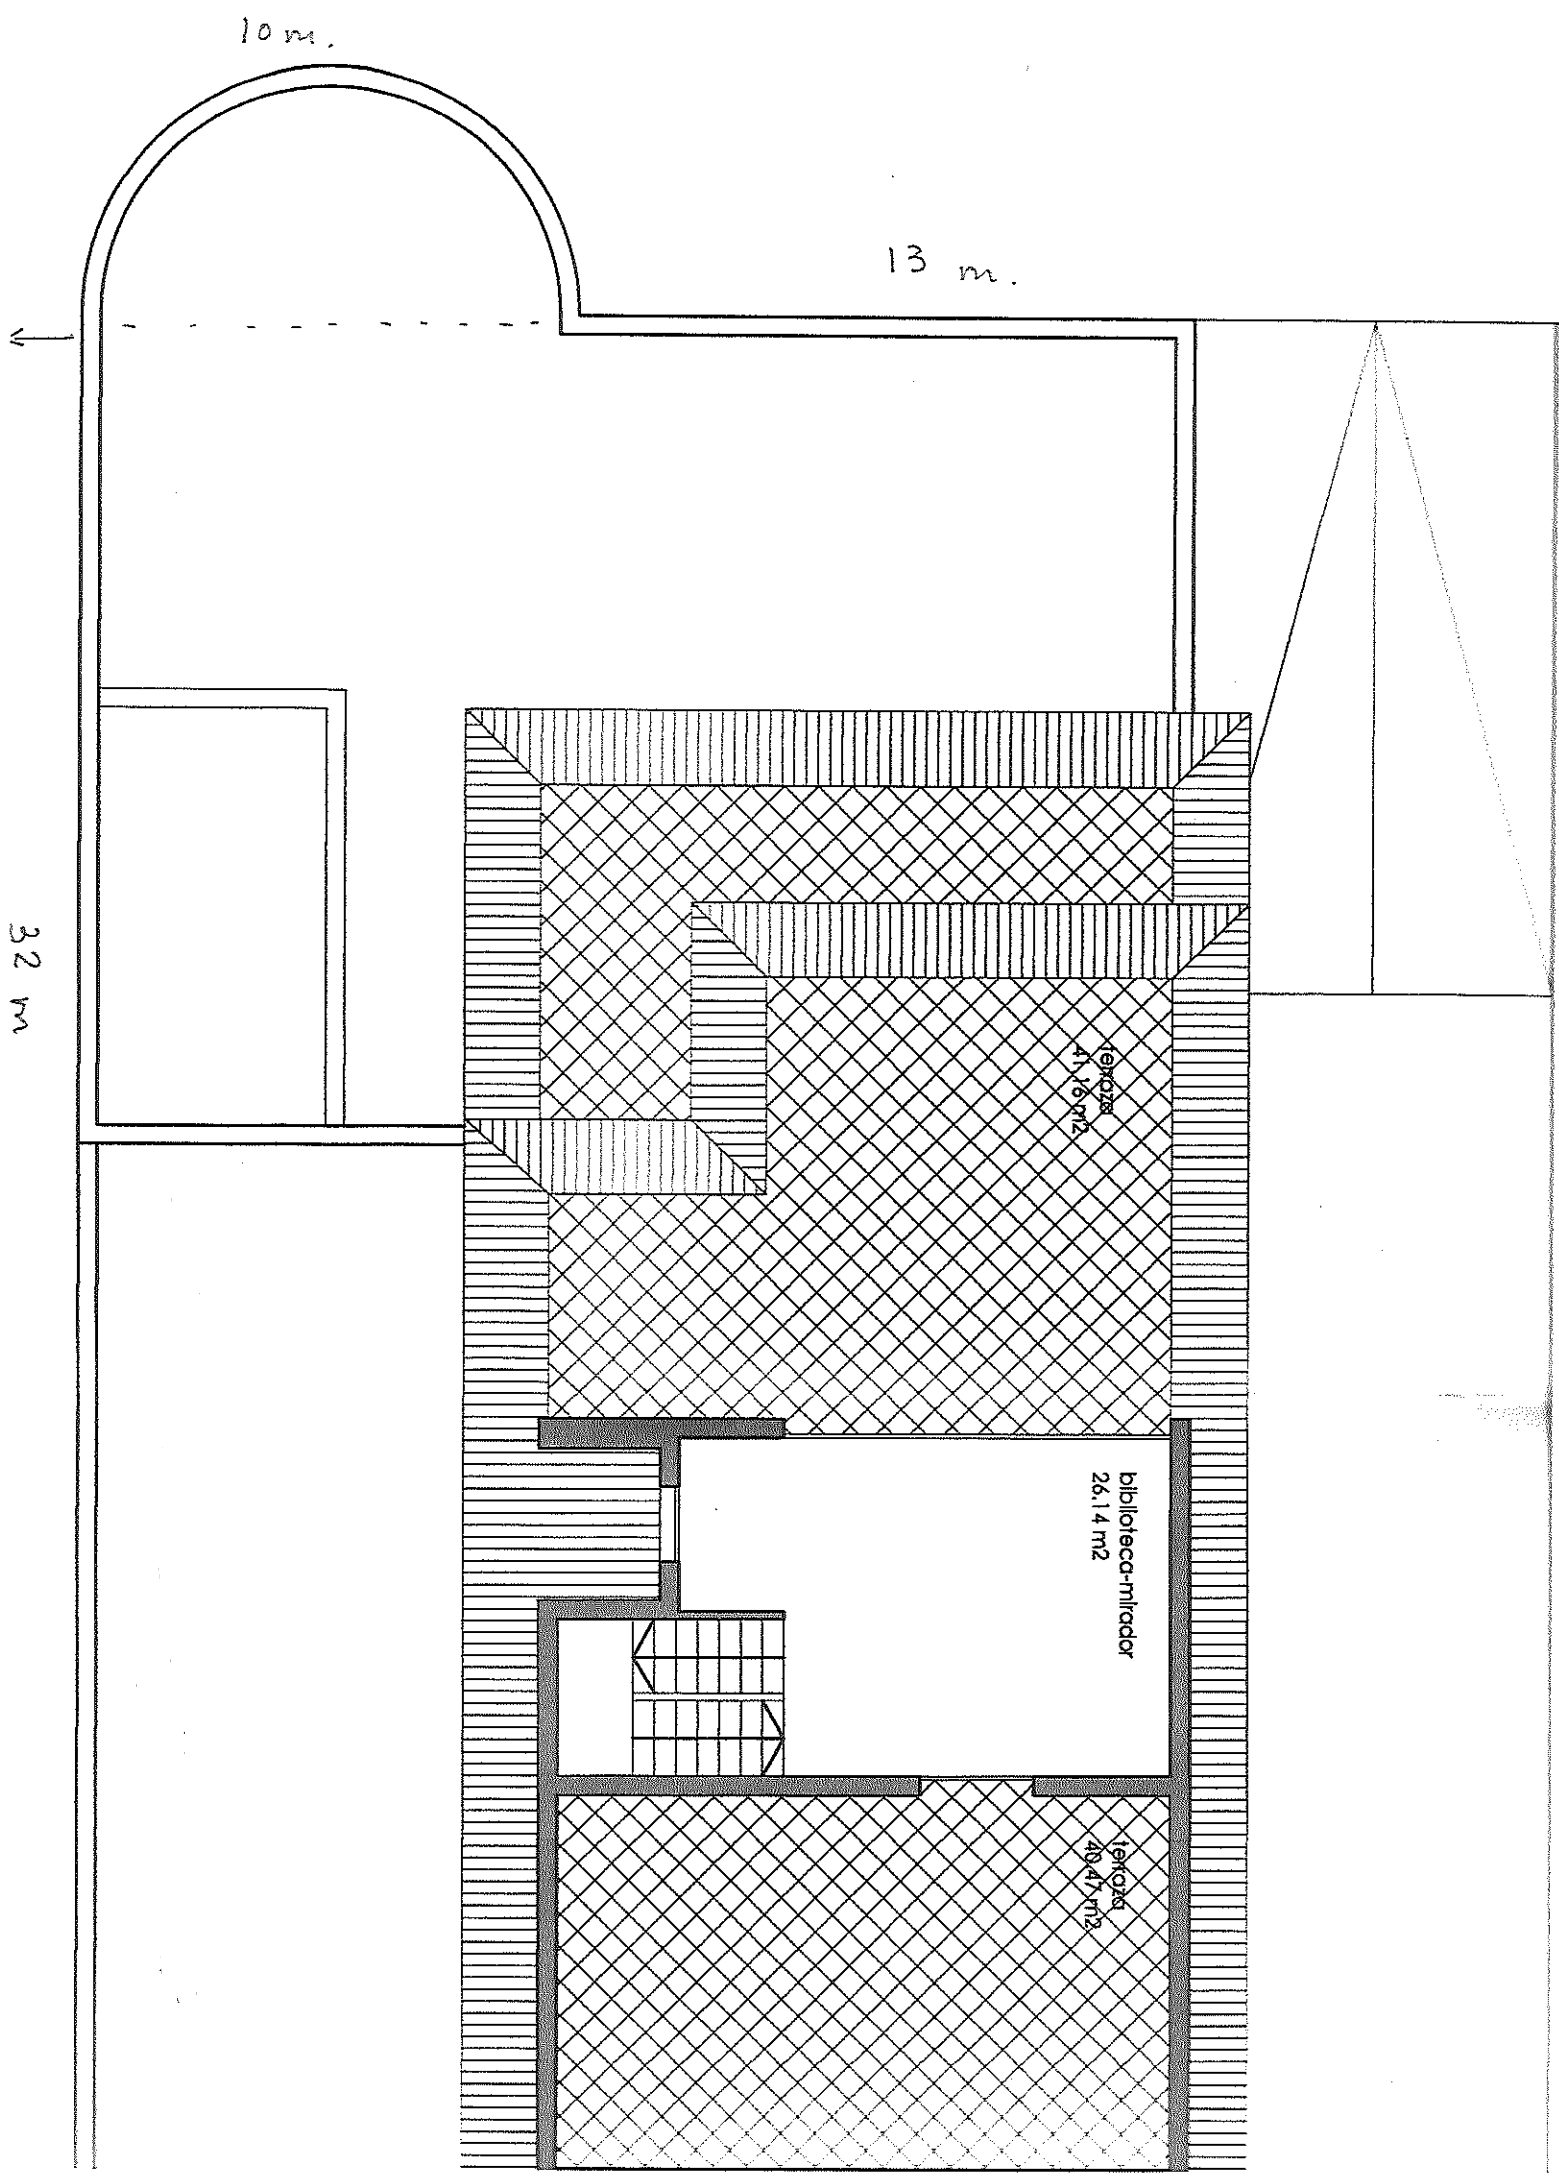 10 m.
13 m.
32 m
terraza
41.16 m2
biblioteca-mirador
26.14 m2
terraza
40.47 m2